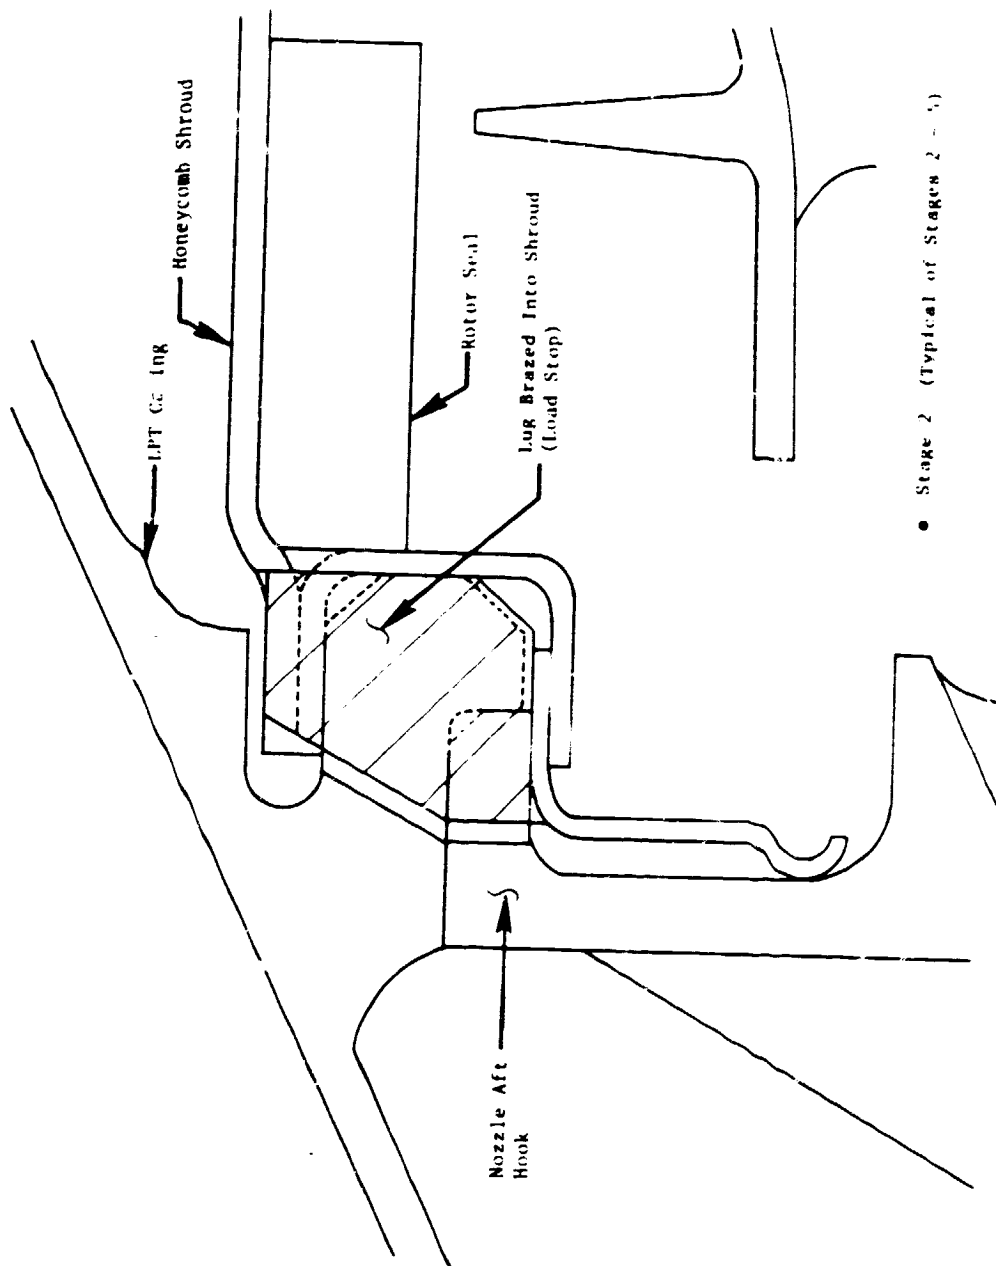 Honeycomb Shroud
LPT
Rotor Seal
Lug Brazed Into Shroud
(Load Stop)
Nozzle Aft
Hook
• Stage 2 (Typical of Stages 2 -